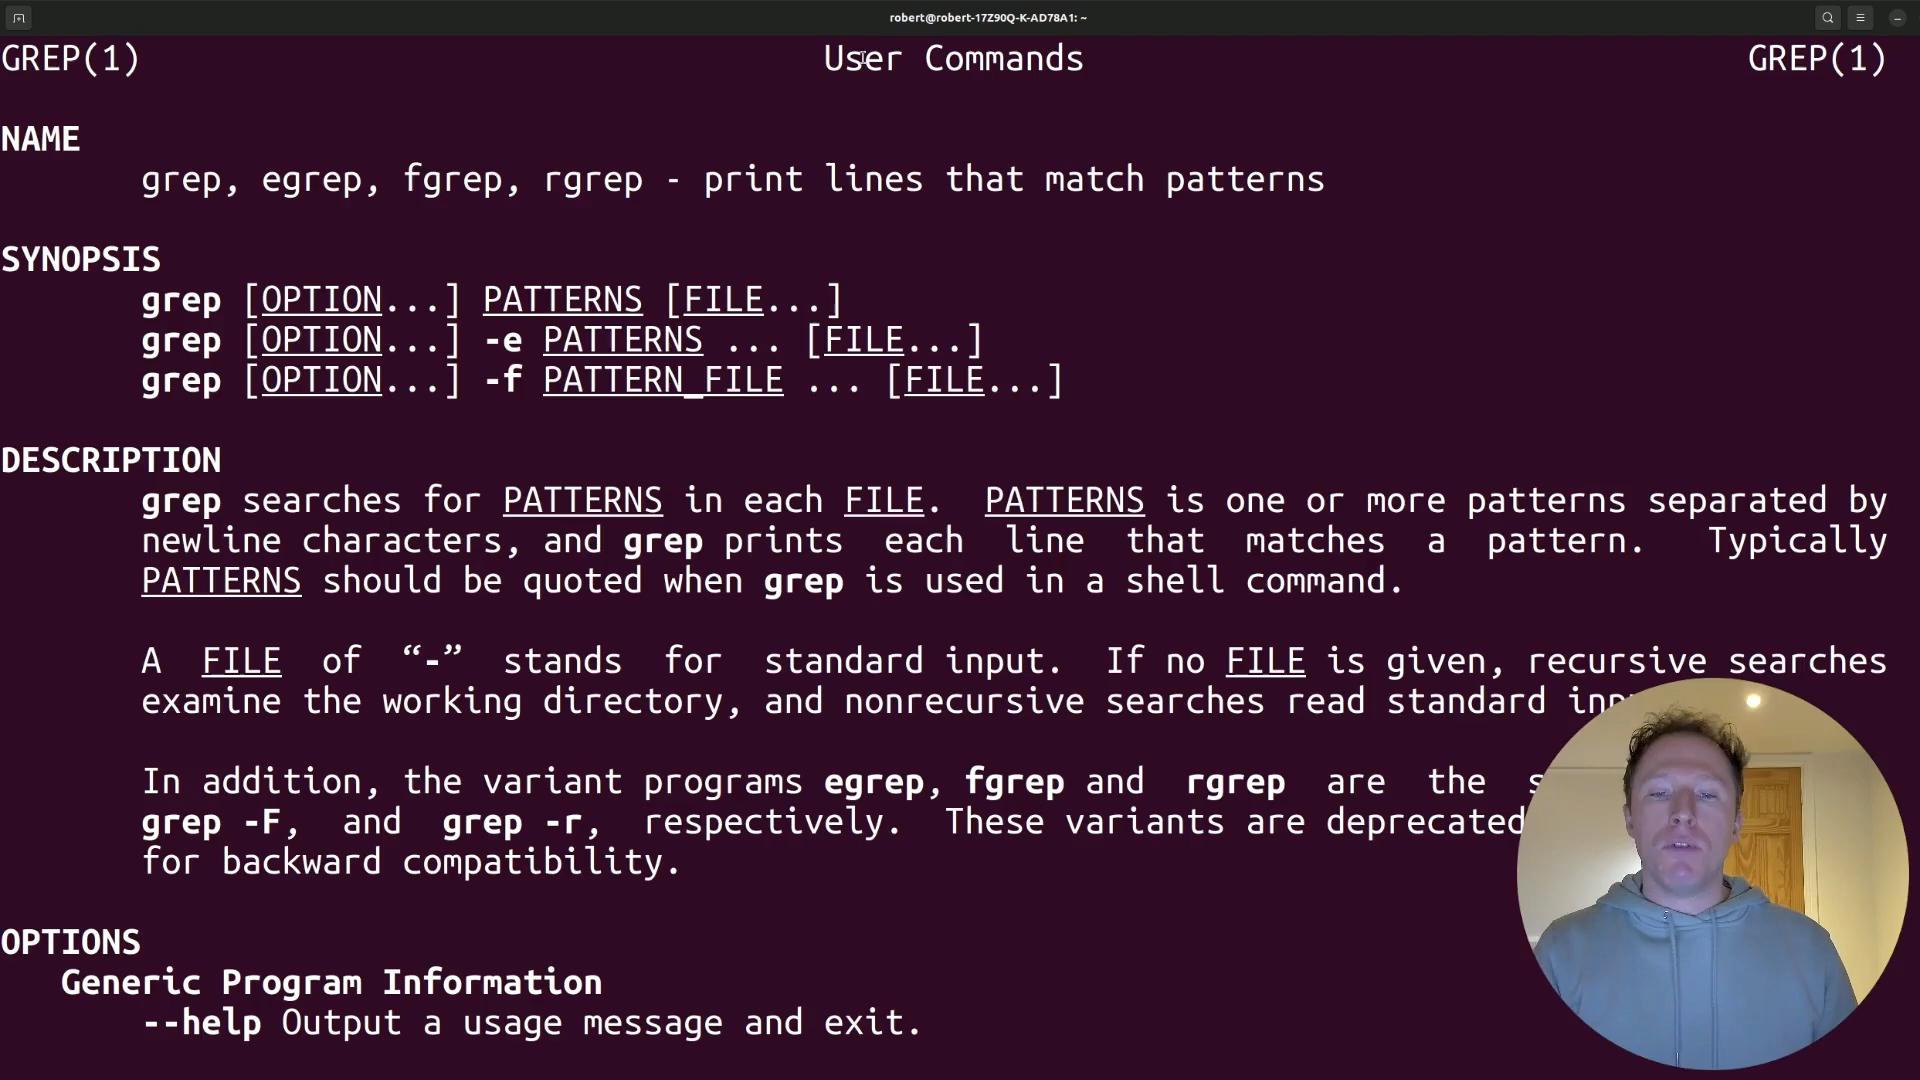 robert@robert-17Z90Q-K-AD78A1: ~
GREP(1) User Commands GREP(1)
NAME
grep, egrep, fgrep, rgrep - print lines that match patterns
SYNOPSIS
grep [OPTION...] PATTERNS [FILE...]
grep [OPTION...] -e PATTERNS ... [FILE...]
grep [OPTION...] -f PATTERN_FILE ... [FILE...]
DESCRIPTION
grep searches for PATTERNS in each FILE. PATTERNS is one or more patterns separated by
newline characters, and grep prints each line that matches a pattern. Typically
PATTERNS should be quoted when grep is used in a shell command.
A FILE of “-” stands for standard input. If no FILE is given, recursive searches
examine the working directory, and nonrecursive searches read standard
In addition, the variant programs egrep, fgrep and rgrep are the
grep -F, and grep -r, respectively. These variants are deprecated
for backward compatibility.
OPTIONS
Generic Program Information
--help Output a usage message and exit.